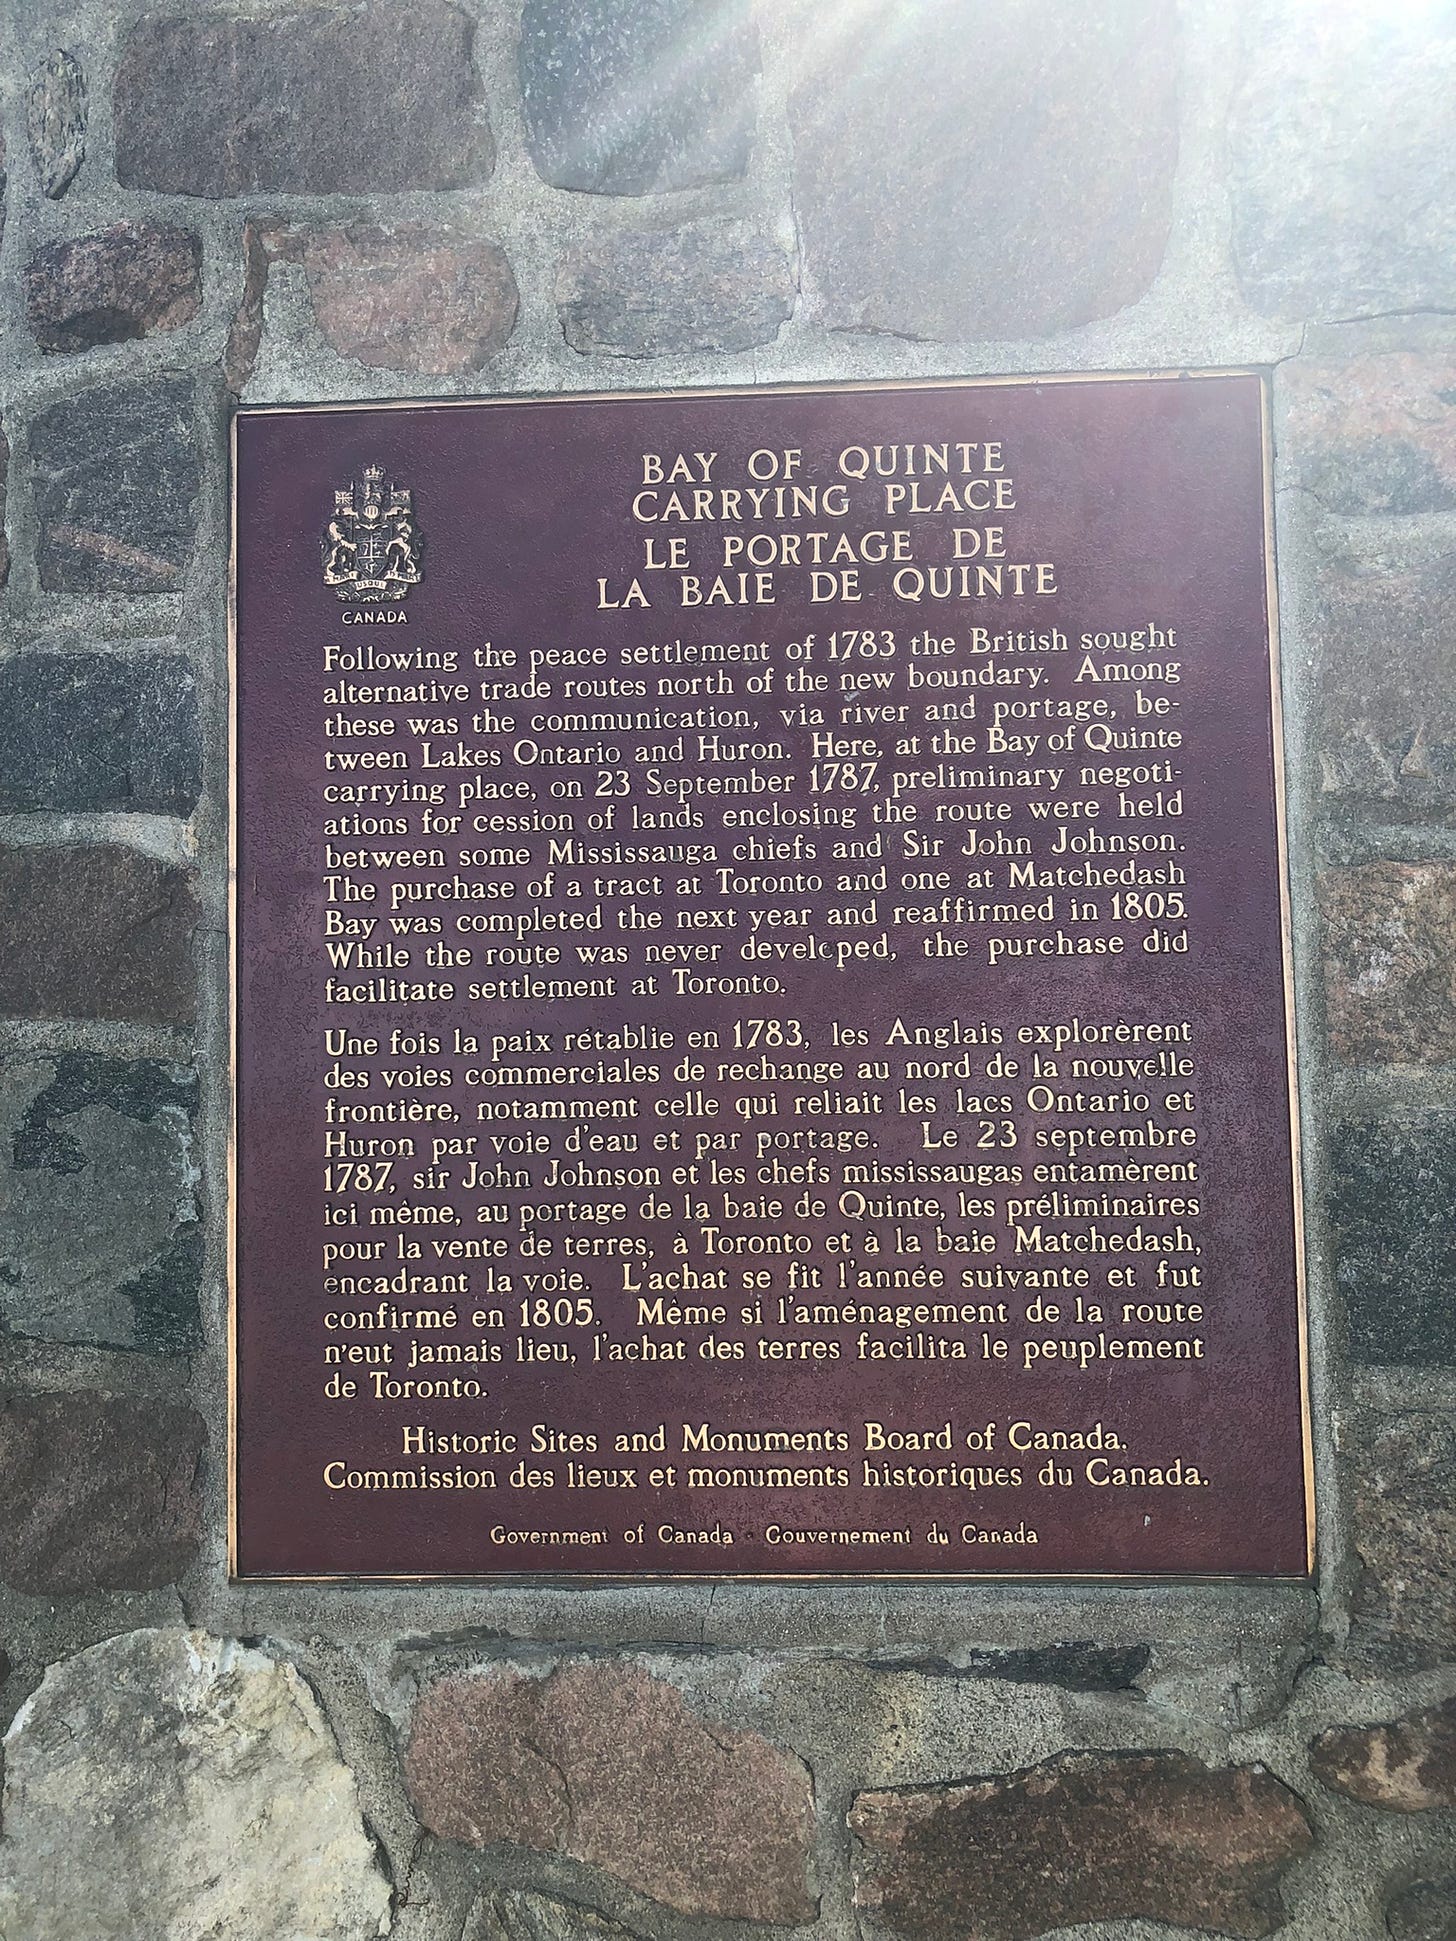 BAY OF QUINTE
CARRYING PLACE
LE PORTAGE DE
LA BAIE DE QUINTE
A MARI USQUE AD MARE
CANADA
Following the peace settlement of 1783 the British sought
alternative trade routes north of the new boundary. Among
these was the communication, via river and portage, be-
tween Lakes Ontario and Huron. Here, at the Bay of Quinte
carrying place, on 23 September 1787, preliminary negoti-
ations for cession of lands enclosing the route were held
between some Mississauga chiefs and Sir John Johnson.
The purchase of a tract at Toronto and one at Matchedash
Bay was completed the next year and reaffirmed in 1805.
While the route was never developed, the purchase did
facilitate settlement at Toronto.
Une fois la paix rétablie en 1783, les Anglais explorèrent
des voies commerciales de rechange au nord de la nouvelle
frontière, notamment celle qui reliait les lacs Ontario et
Huron par voie d'eau et par portage. Le 23 septembre
1787, sir John Johnson et les chefs mississaugas entamèrent
ici même, au portage de la baie de Quinte, les préliminaires
pour la vente de terres, à Toronto et à la baie Matchedash,
encadrant la voie. L'achat se fit l'année suivante et fut
confirmé en 1805. Même si l'aménagement de la route
n'eut jamais lieu, l'achat des terres facilita le peuplement
de Toronto.
Historic Sites and Monuments Board of Canada.
Commission des lieux et monuments historiques du Canada.
Government of Canada · Gouvernement du Canada